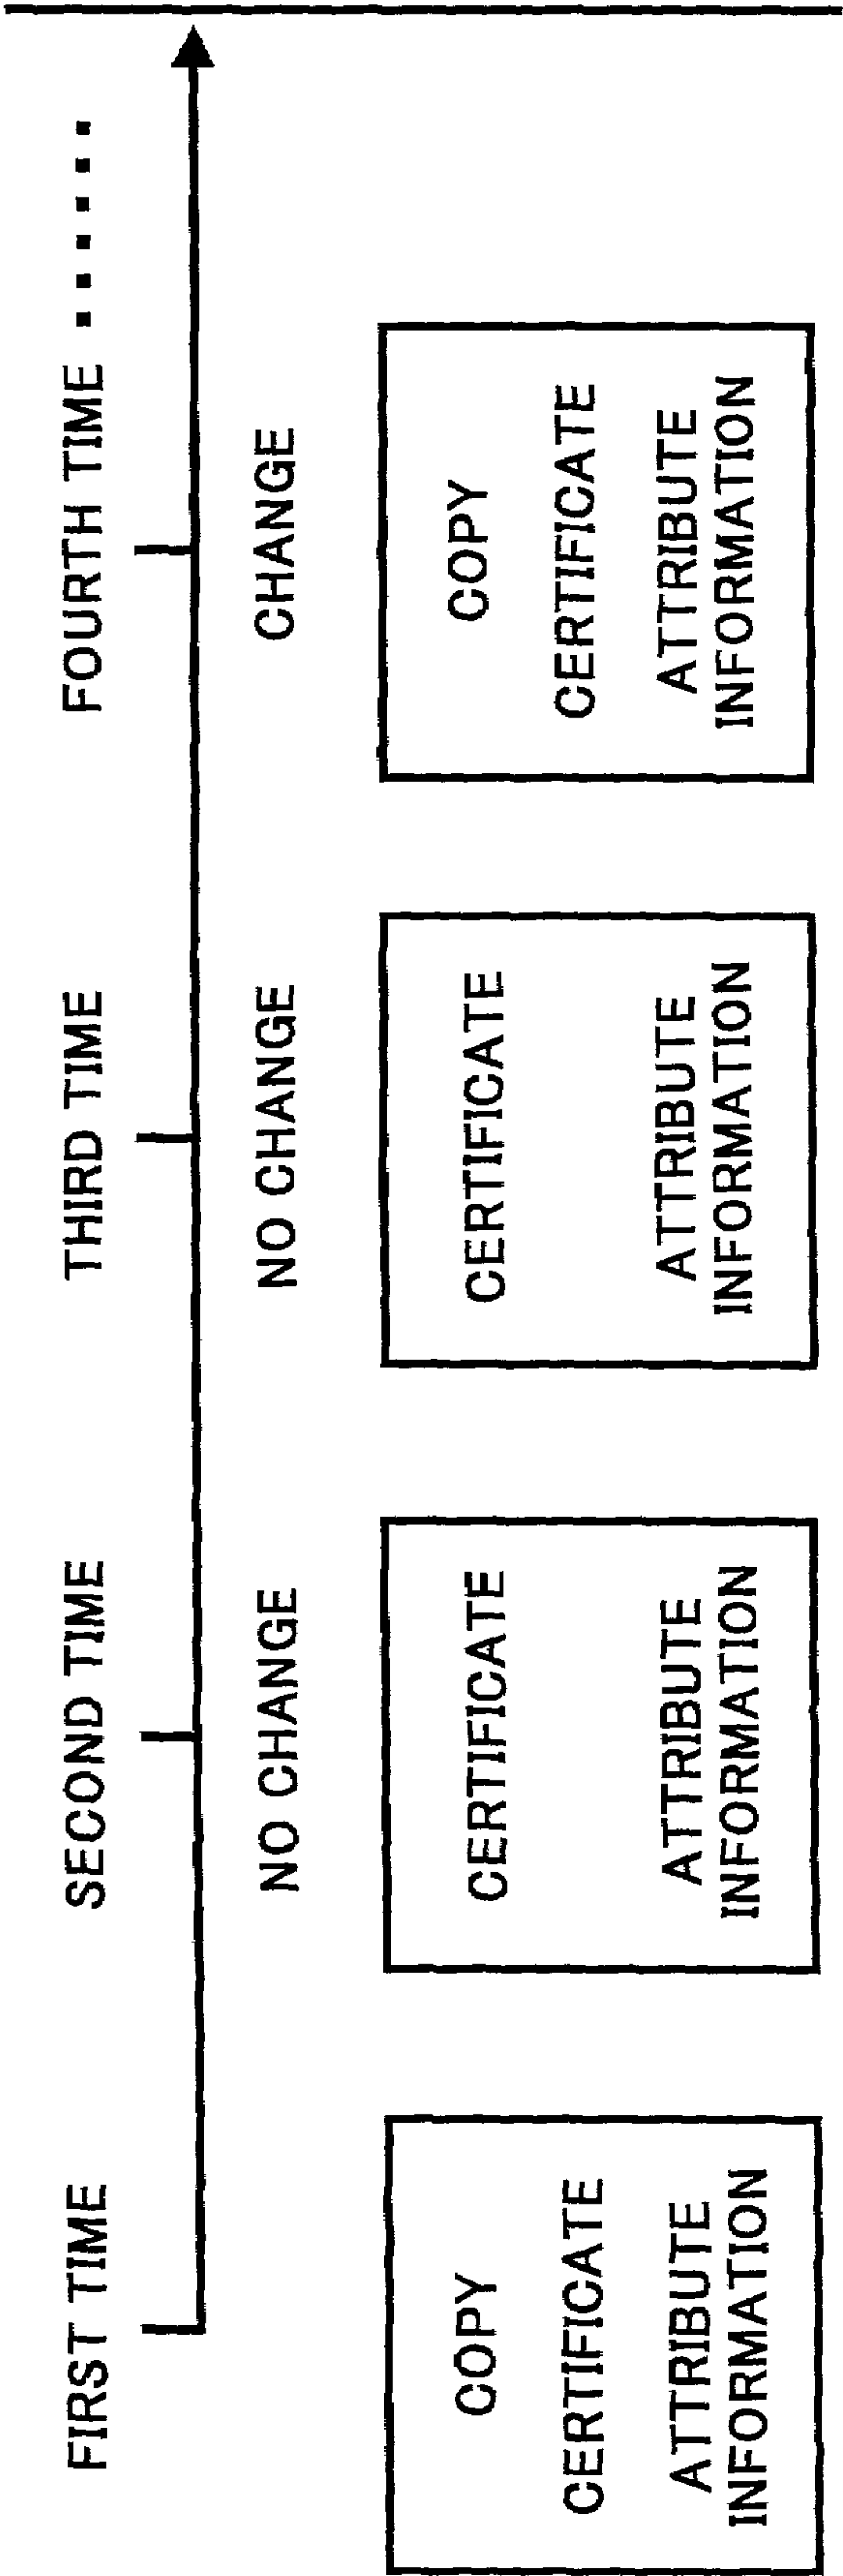 FIRST TIME
SECOND TIME
THIRD TIME
FOURTH TIME ......
NO CHANGE
NO CHANGE
CHANGE
COPY
CERTIFICATE
ATTRIBUTE
INFORMATION
CERTIFICATE
ATTRIBUTE
INFORMATION
CERTIFICATE
ATTRIBUTE
INFORMATION
COPY
CERTIFICATE
ATTRIBUTE
INFORMATION